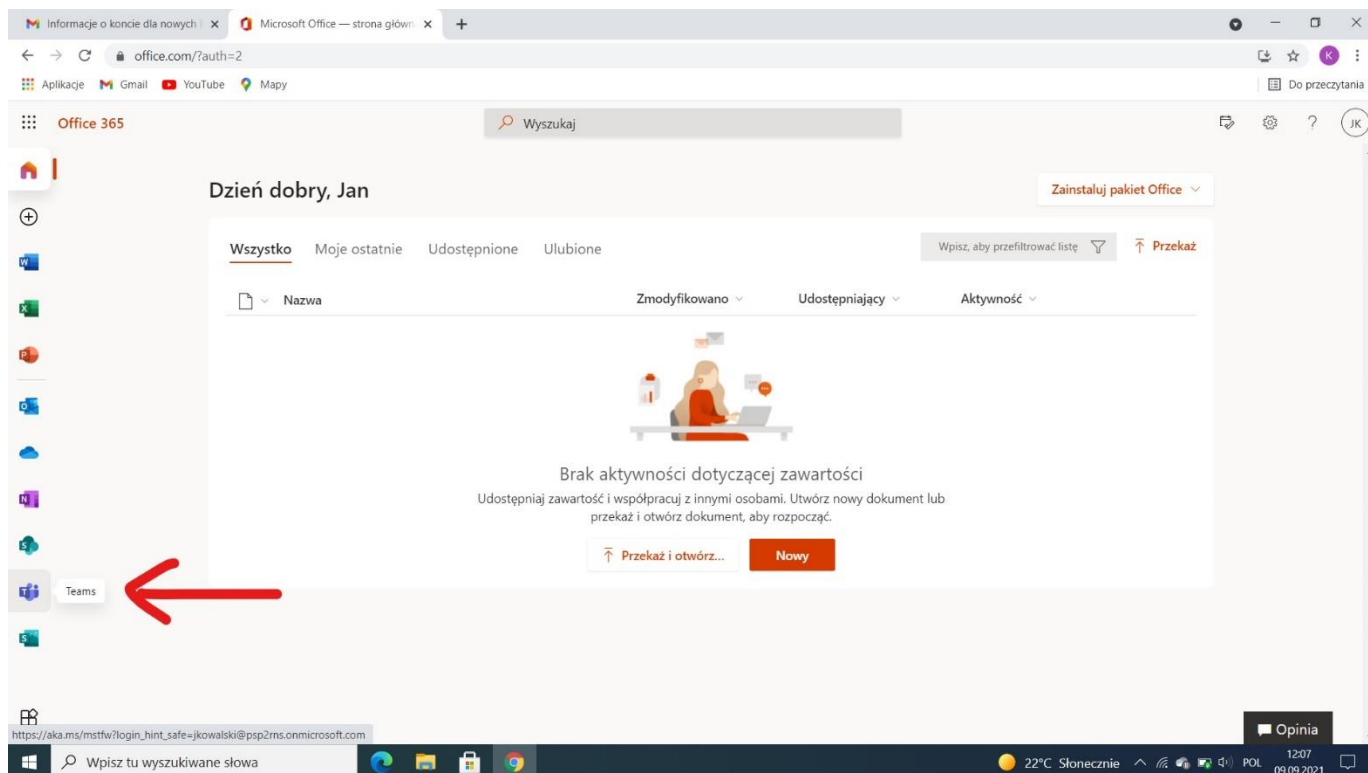 Informacje o koncie dla nowych
Microsoft Office — strona główn
office.com/?auth=2
K
Aplikacje Gmail YouTube Mapy Do przeczytania
Office 365 Wyszukaj JK
Dzień dobry, Jan Zainstaluj pakiet Office
Wszystko Moje ostatnie Udostępnione Ulubione Wpisz, aby przefiltrować listę Przekaż
Nazwa Zmodyfikowano Udostępniający Aktywność
Brak aktywności dotyczącej zawartości
Udostępniaj zawartość i współpracuj z innymi osobami. Utwórz nowy dokument lub
przekaż i otwórz dokument, aby rozpocząć.
Przekaż i otwórz... Nowy
Teams
Opinia
https://aka.ms/mstfw?login_hint_safe=jkowalski@psp2rns.onmicrosoft.com
Wpisz tu wyszukiwane słowa 22°C Słonecznie POL 12:07
09.09.2021